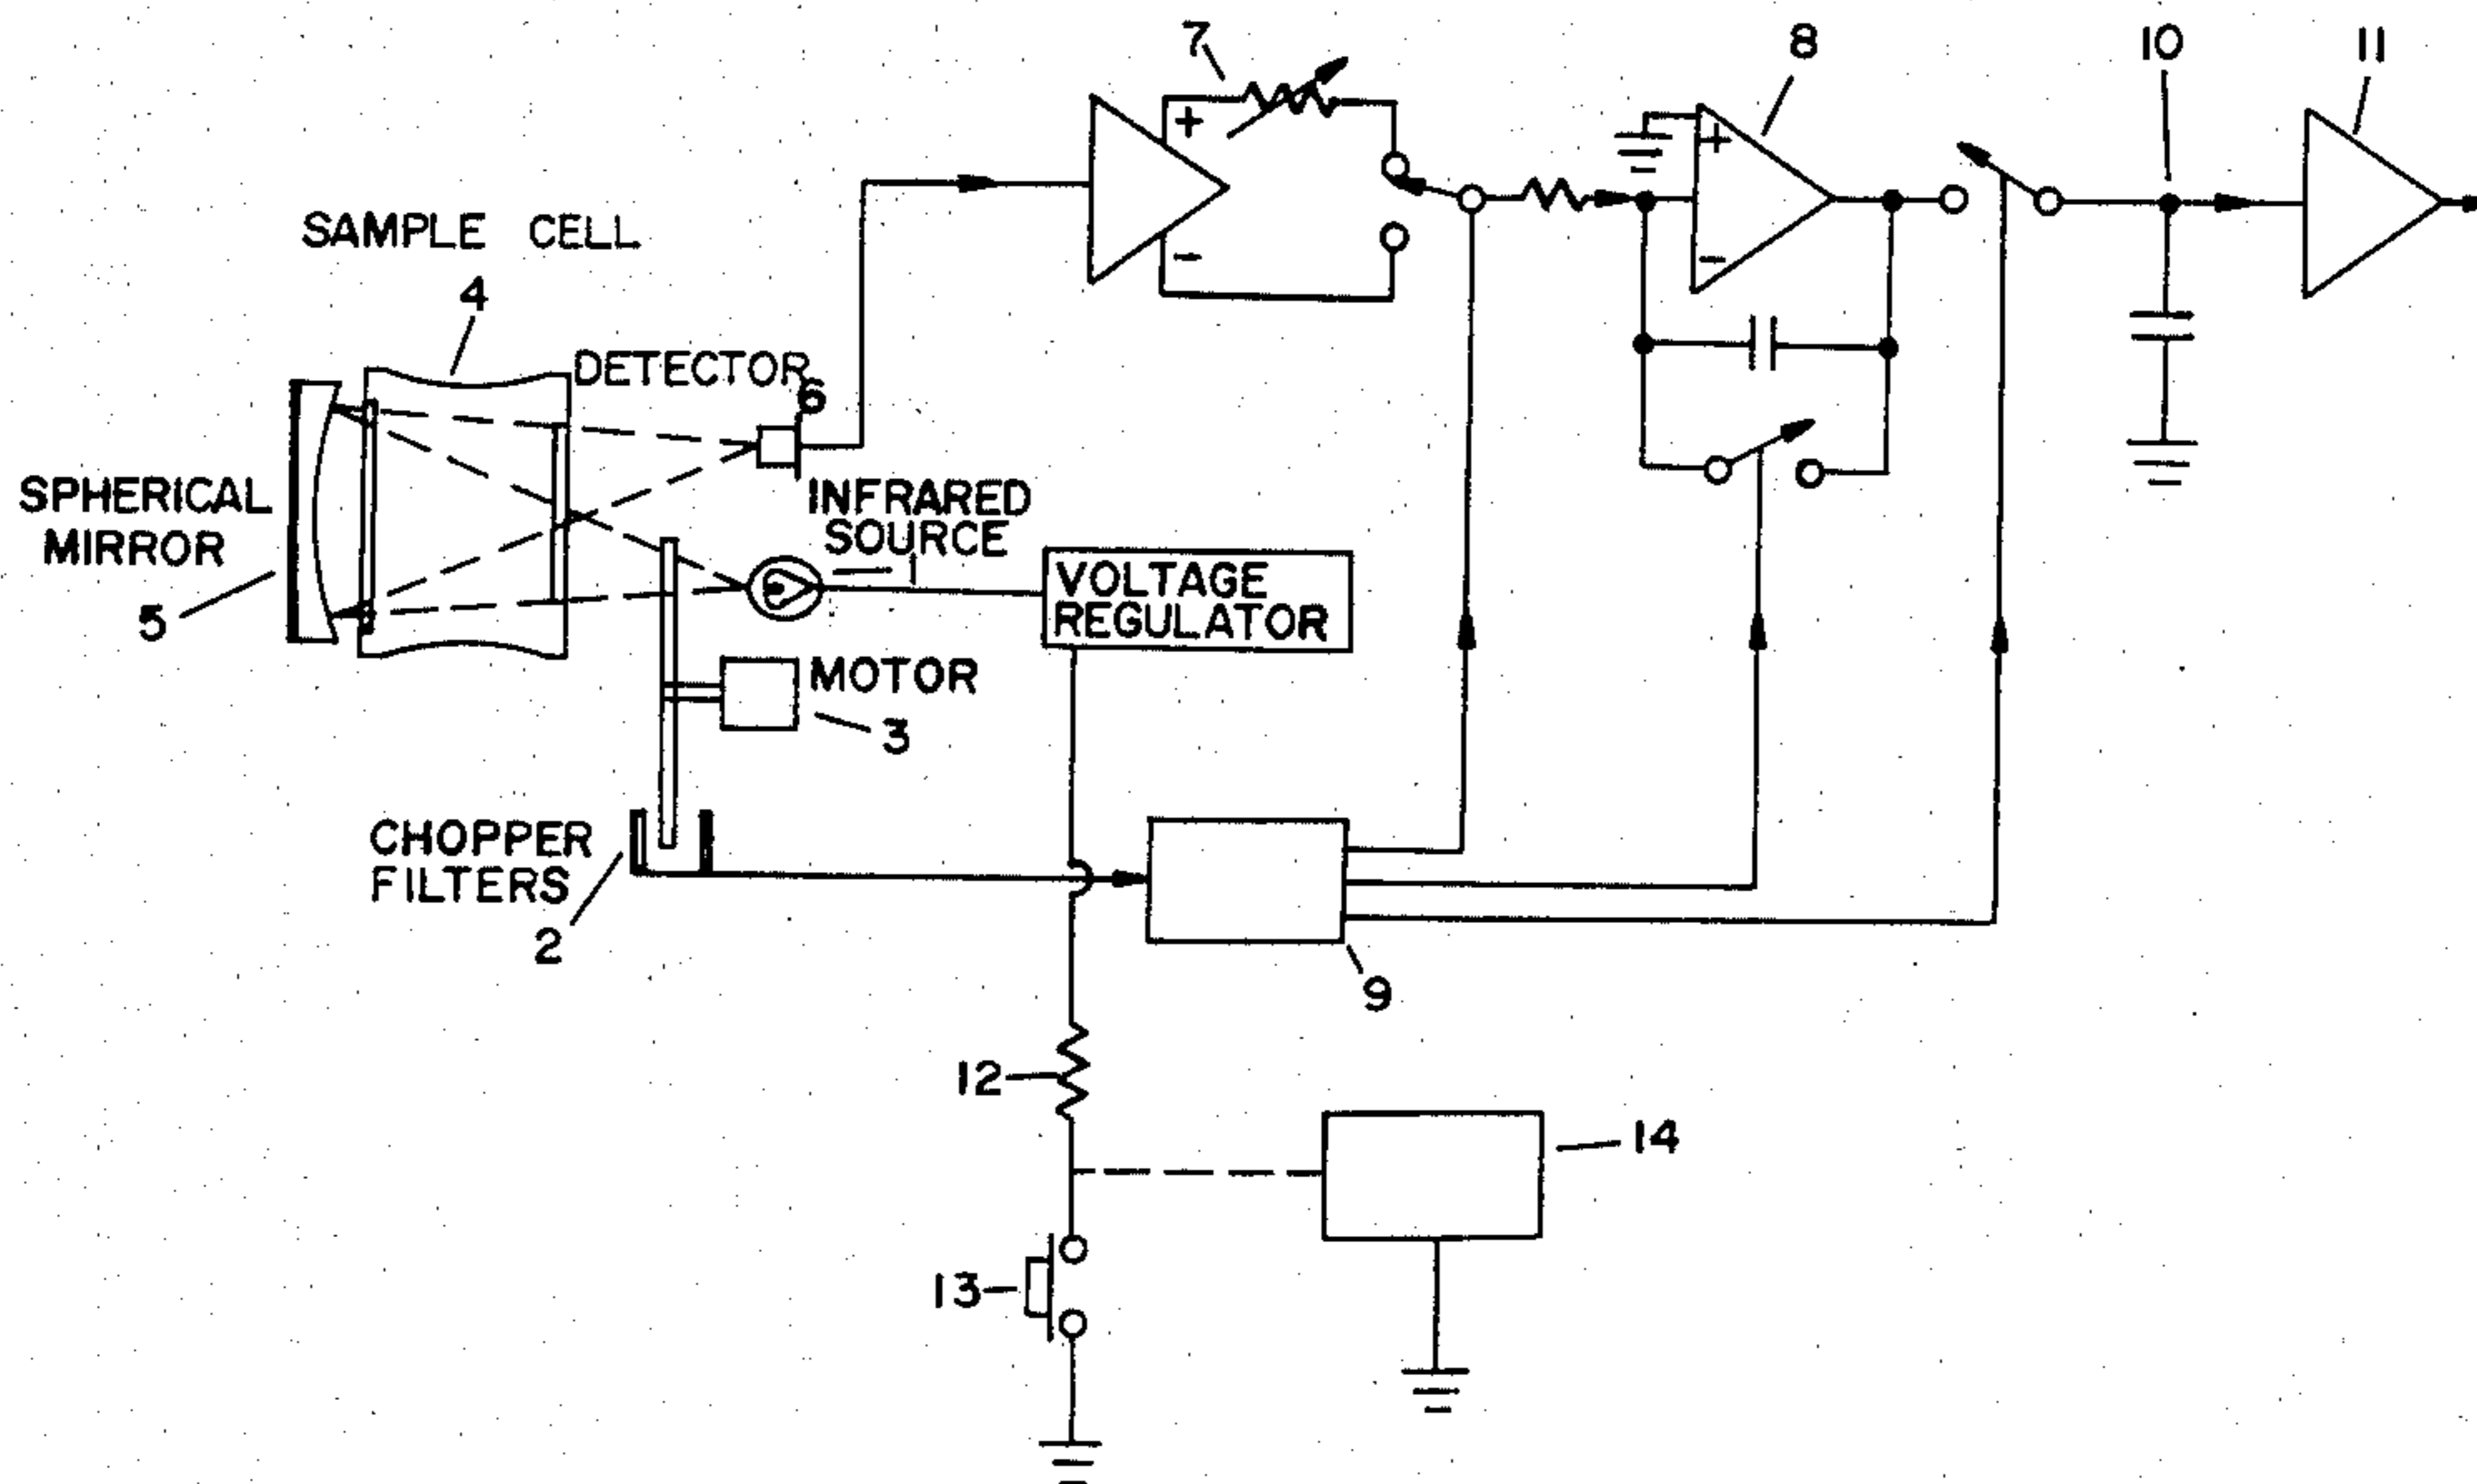 7
8
10
11
+
-
+
-
SAMPLE CELL
4
DETECTOR
6
SPHERICAL
MIRROR
5
INFRARED
SOURCE
1
VOLTAGE
REGULATOR
MOTOR
3
CHOPPER
FILTERS
2
9
12
14
13